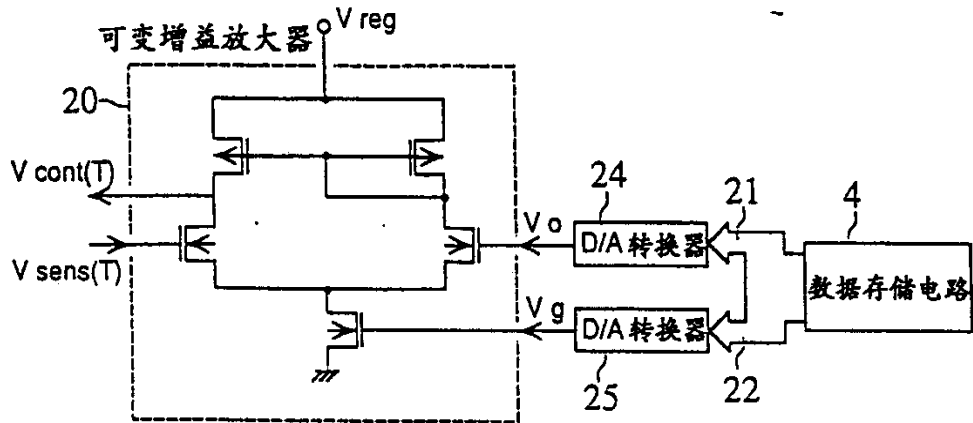 V reg
可变增益放大器
20
V cont(T)
V sens(T)
V o
24
D/A 转换器
21
4
数据存储电路
V g
D/A 转换器
25
22